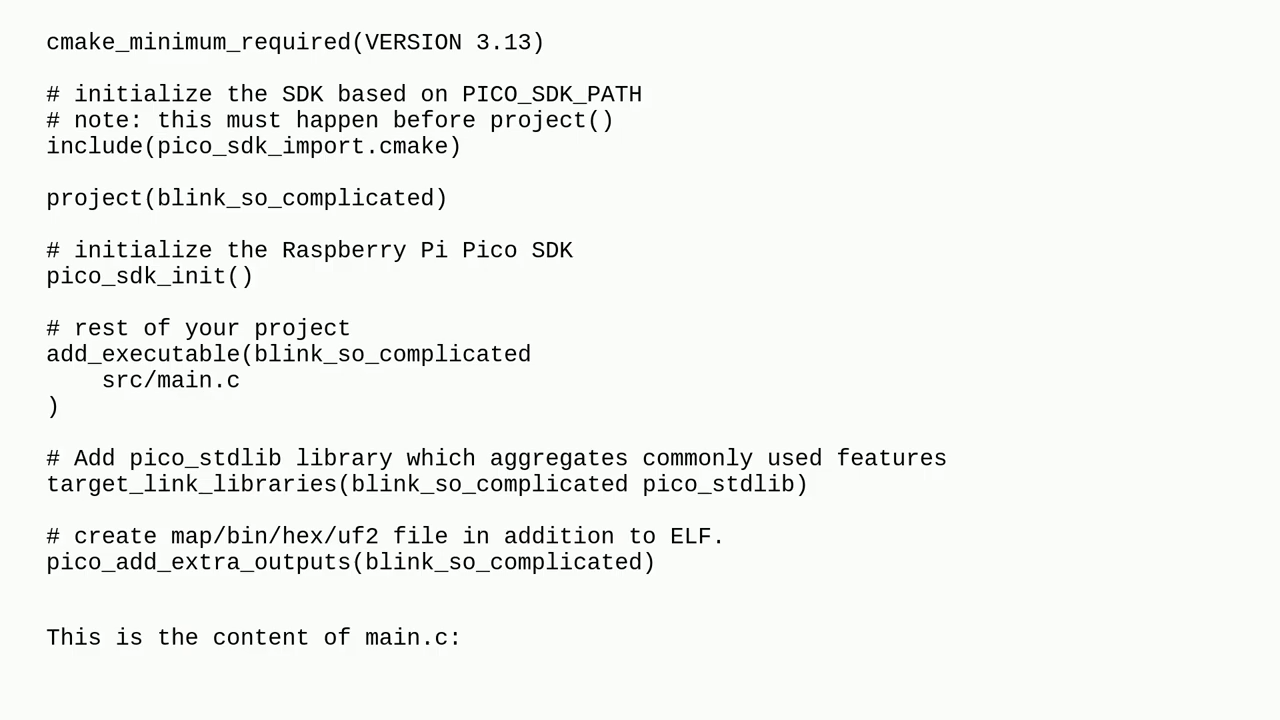 cmake_minimum_required(VERSION 3.13)

# initialize the SDK based on PICO_SDK_PATH
# note: this must happen before project()
include(pico_sdk_import.cmake)

project(blink_so_complicated)

# initialize the Raspberry Pi Pico SDK
pico_sdk_init()

# rest of your project
add_executable(blink_so_complicated
    src/main.c
)

# Add pico_stdlib library which aggregates commonly used features
target_link_libraries(blink_so_complicated pico_stdlib)

# create map/bin/hex/uf2 file in addition to ELF.
pico_add_extra_outputs(blink_so_complicated)

This is the content of main.c: